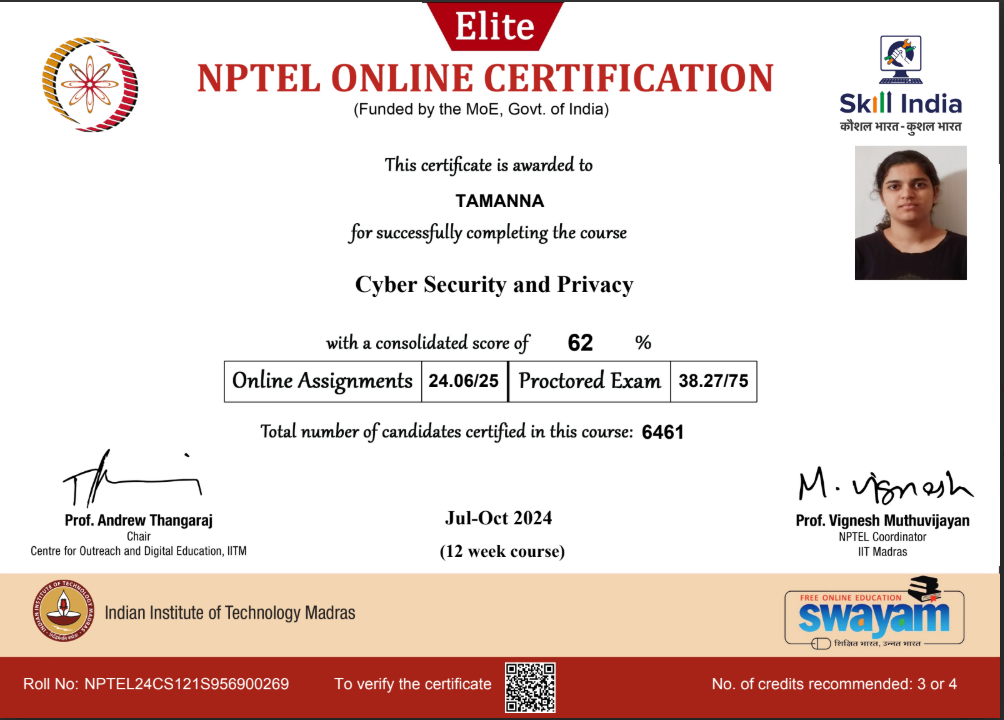 Elite
NPTEL ONLINE CERTIFICATION
(Funded by the MoE, Govt. of India)
Skill India
कौशल भारत - कुशल भारत
This certificate is awarded to
TAMANNA
for successfully completing the course
Cyber Security and Privacy
with a consolidated score of 62 %
Online Assignments 24.06/25 Proctored Exam 38.27/75
Total number of candidates certified in this course: 6461
M. Vignesh
Prof. Andrew Thangaraj
Chair
Centre for Outreach and Digital Education, IITM
Jul-Oct 2024
(12 week course)
Prof. Vignesh Muthuvijayan
NPTEL Coordinator
IIT Madras
INDIAN INSTITUTE OF TECHNOLOGY MADRAS
Indian Institute of Technology Madras
FREE ONLINE EDUCATION
swayam
शिक्षित भारत, उन्नत भारत
Roll No: NPTEL24CS121S956900269
To verify the certificate
No. of credits recommended: 3 or 4